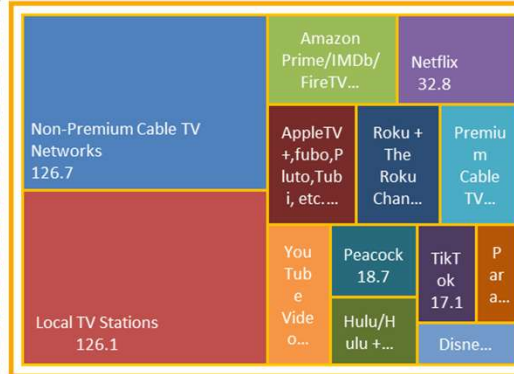 Non-Premium Cable TV
Networks
126.7
Local TV Stations
126.1
Amazon
Prime/IMDb/
FireTV...
Netflix
32.8
AppleTV
+,fubo,P
luto,Tub
i, etc....
Roku +
The
Roku
Chan...
Premiu
m
Cable
TV...
You
Tub
e
Vide
o...
Peacock
18.7
Hulu/H
ulu +...
TikT
ok
17.1
P
ar
a...
Disne...